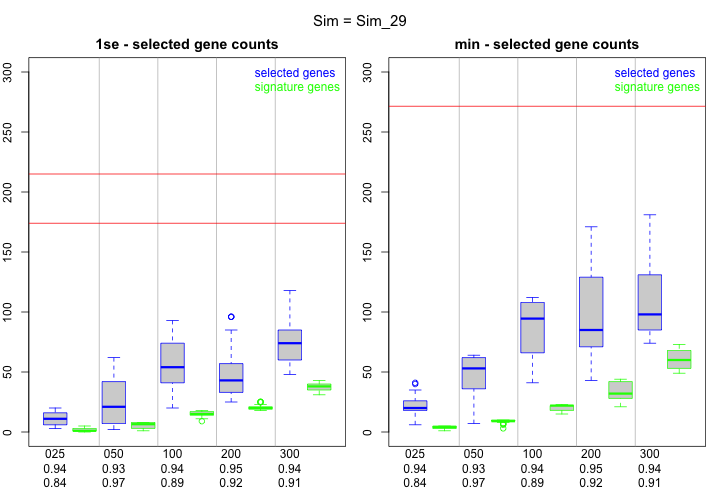 Sim = Sim_29
1se - selected gene counts
selected genes
signature genes
300
250
200
150
100
50
0
025 050 100 200 300
0.94 0.93 0.94 0.95 0.94
0.84 0.97 0.89 0.92 0.91
min - selected gene counts
selected genes
signature genes
300
250
200
150
100
50
0
025 050 100 200 300
0.94 0.93 0.94 0.95 0.94
0.84 0.97 0.89 0.92 0.91